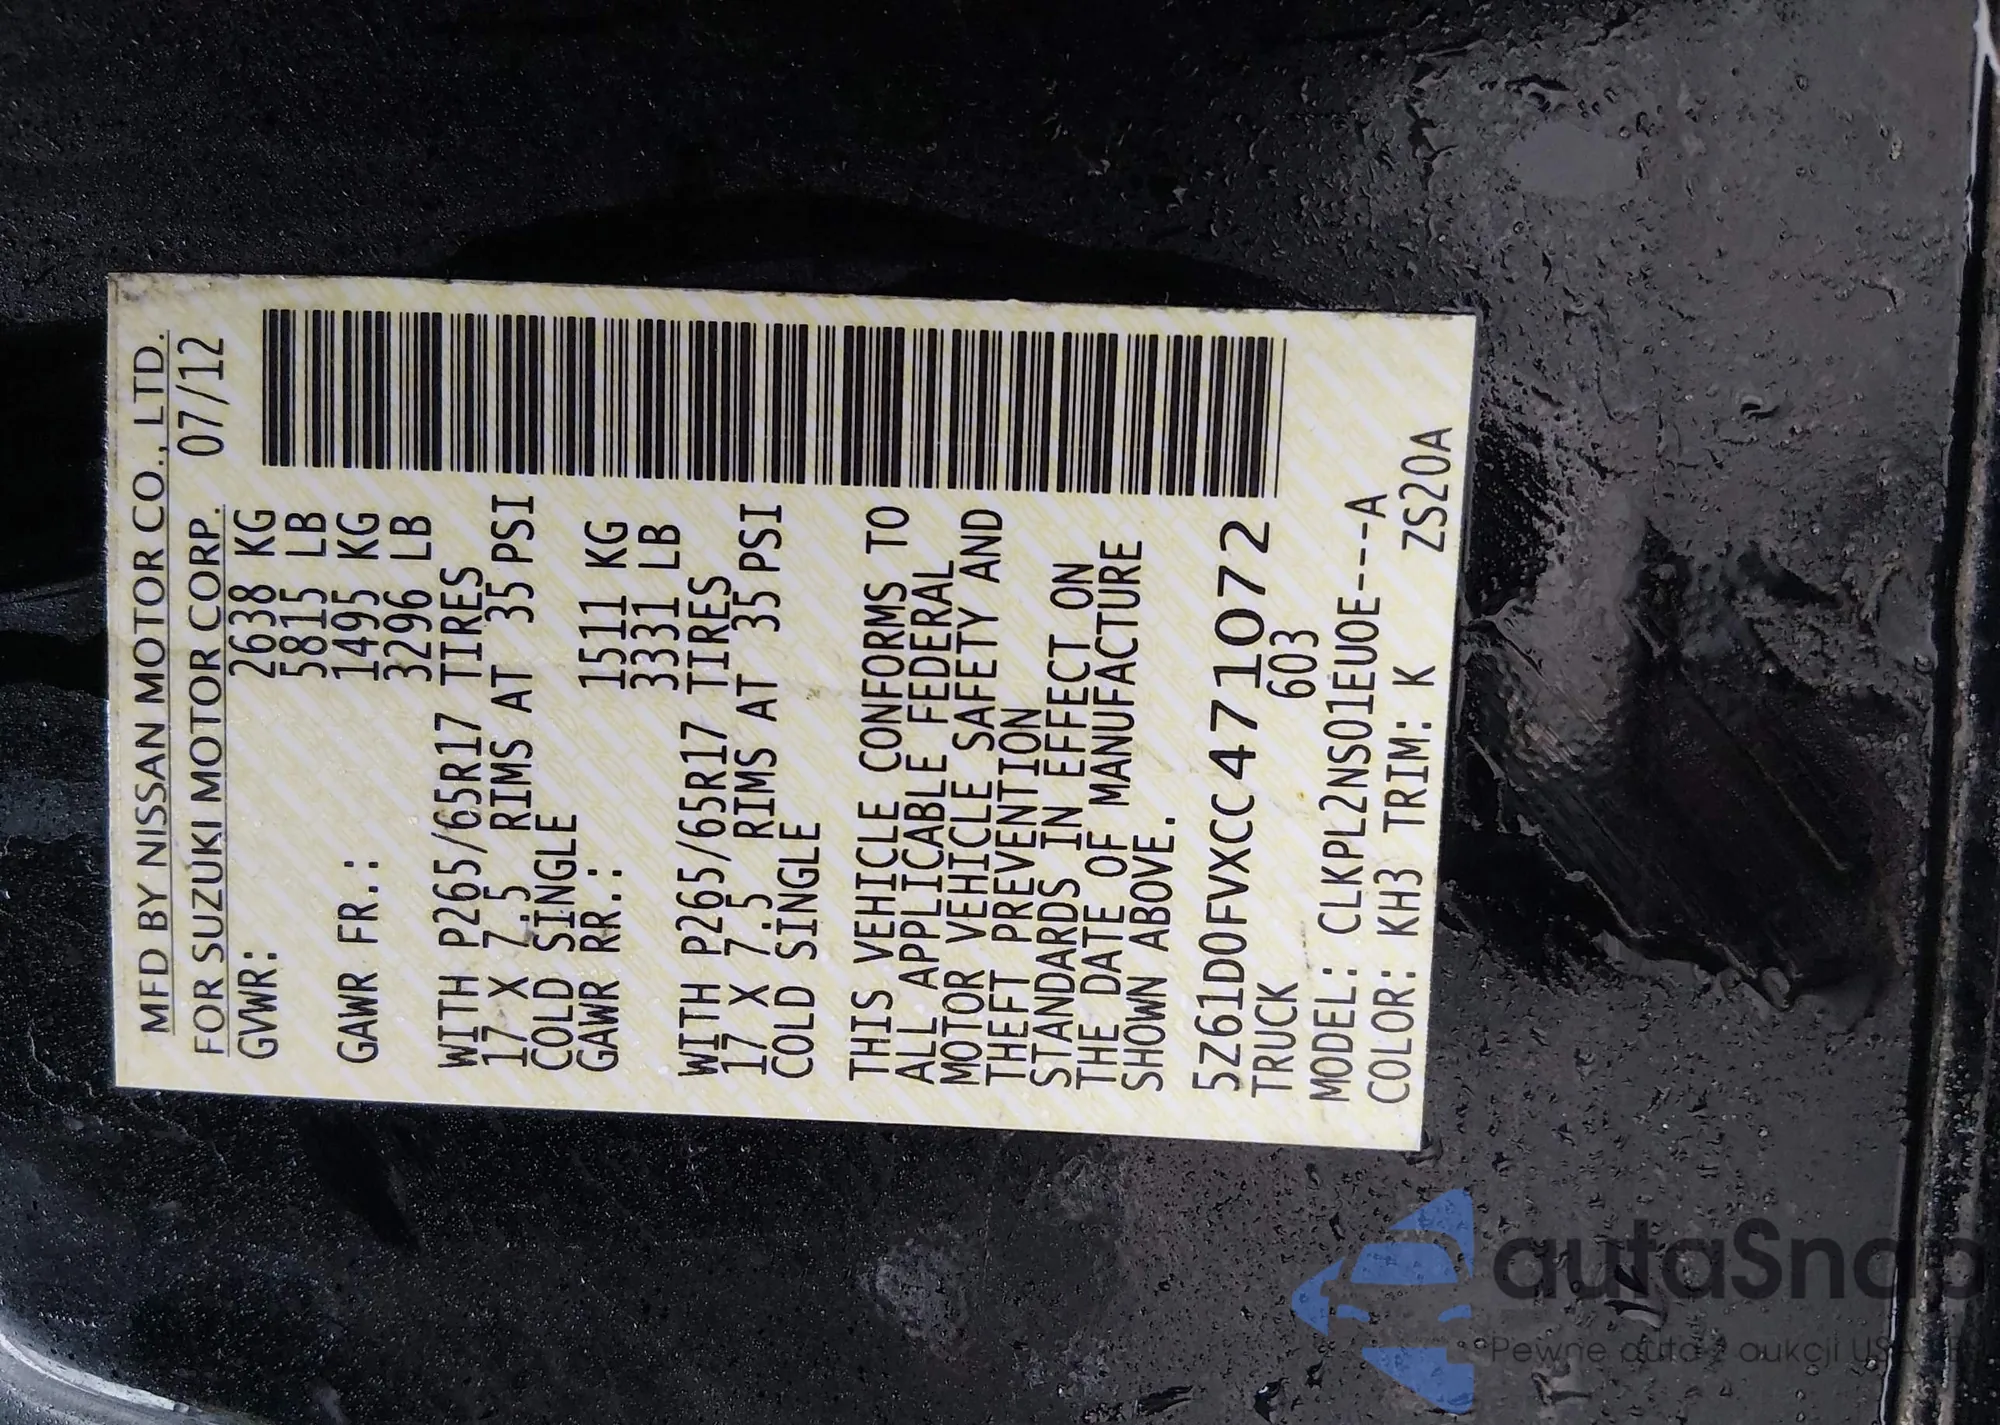 MFD BY NISSAN MOTOR CO., LTD.
FOR SUZUKI MOTOR CORP. 07/12
GVWR: 2638 KG
5815 LB
GAWR FR.: 1495 KG
3296 LB
WITH P265/65R17 TIRES
17 X 7.5 RIMS AT 35 PSI
COLD SINGLE
GAWR RR.: 1511 KG
3331 LB
WITH P265/65R17 TIRES
17 X 7.5 RIMS AT 35 PSI
COLD SINGLE
THIS VEHICLE CONFORMS TO
ALL APPLICABLE FEDERAL
MOTOR VEHICLE SAFETY AND
THEFT PREVENTION
STANDARDS IN EFFECT ON
THE DATE OF MANUFACTURE
SHOWN ABOVE.
5Z61D0FVXCC471072
TRUCK 603
MODEL: CLKPL2NS01EU0E---A
COLOR: KH3 TRIM: K ZS20A
autaSnap
Pewne auta z aukcji USA